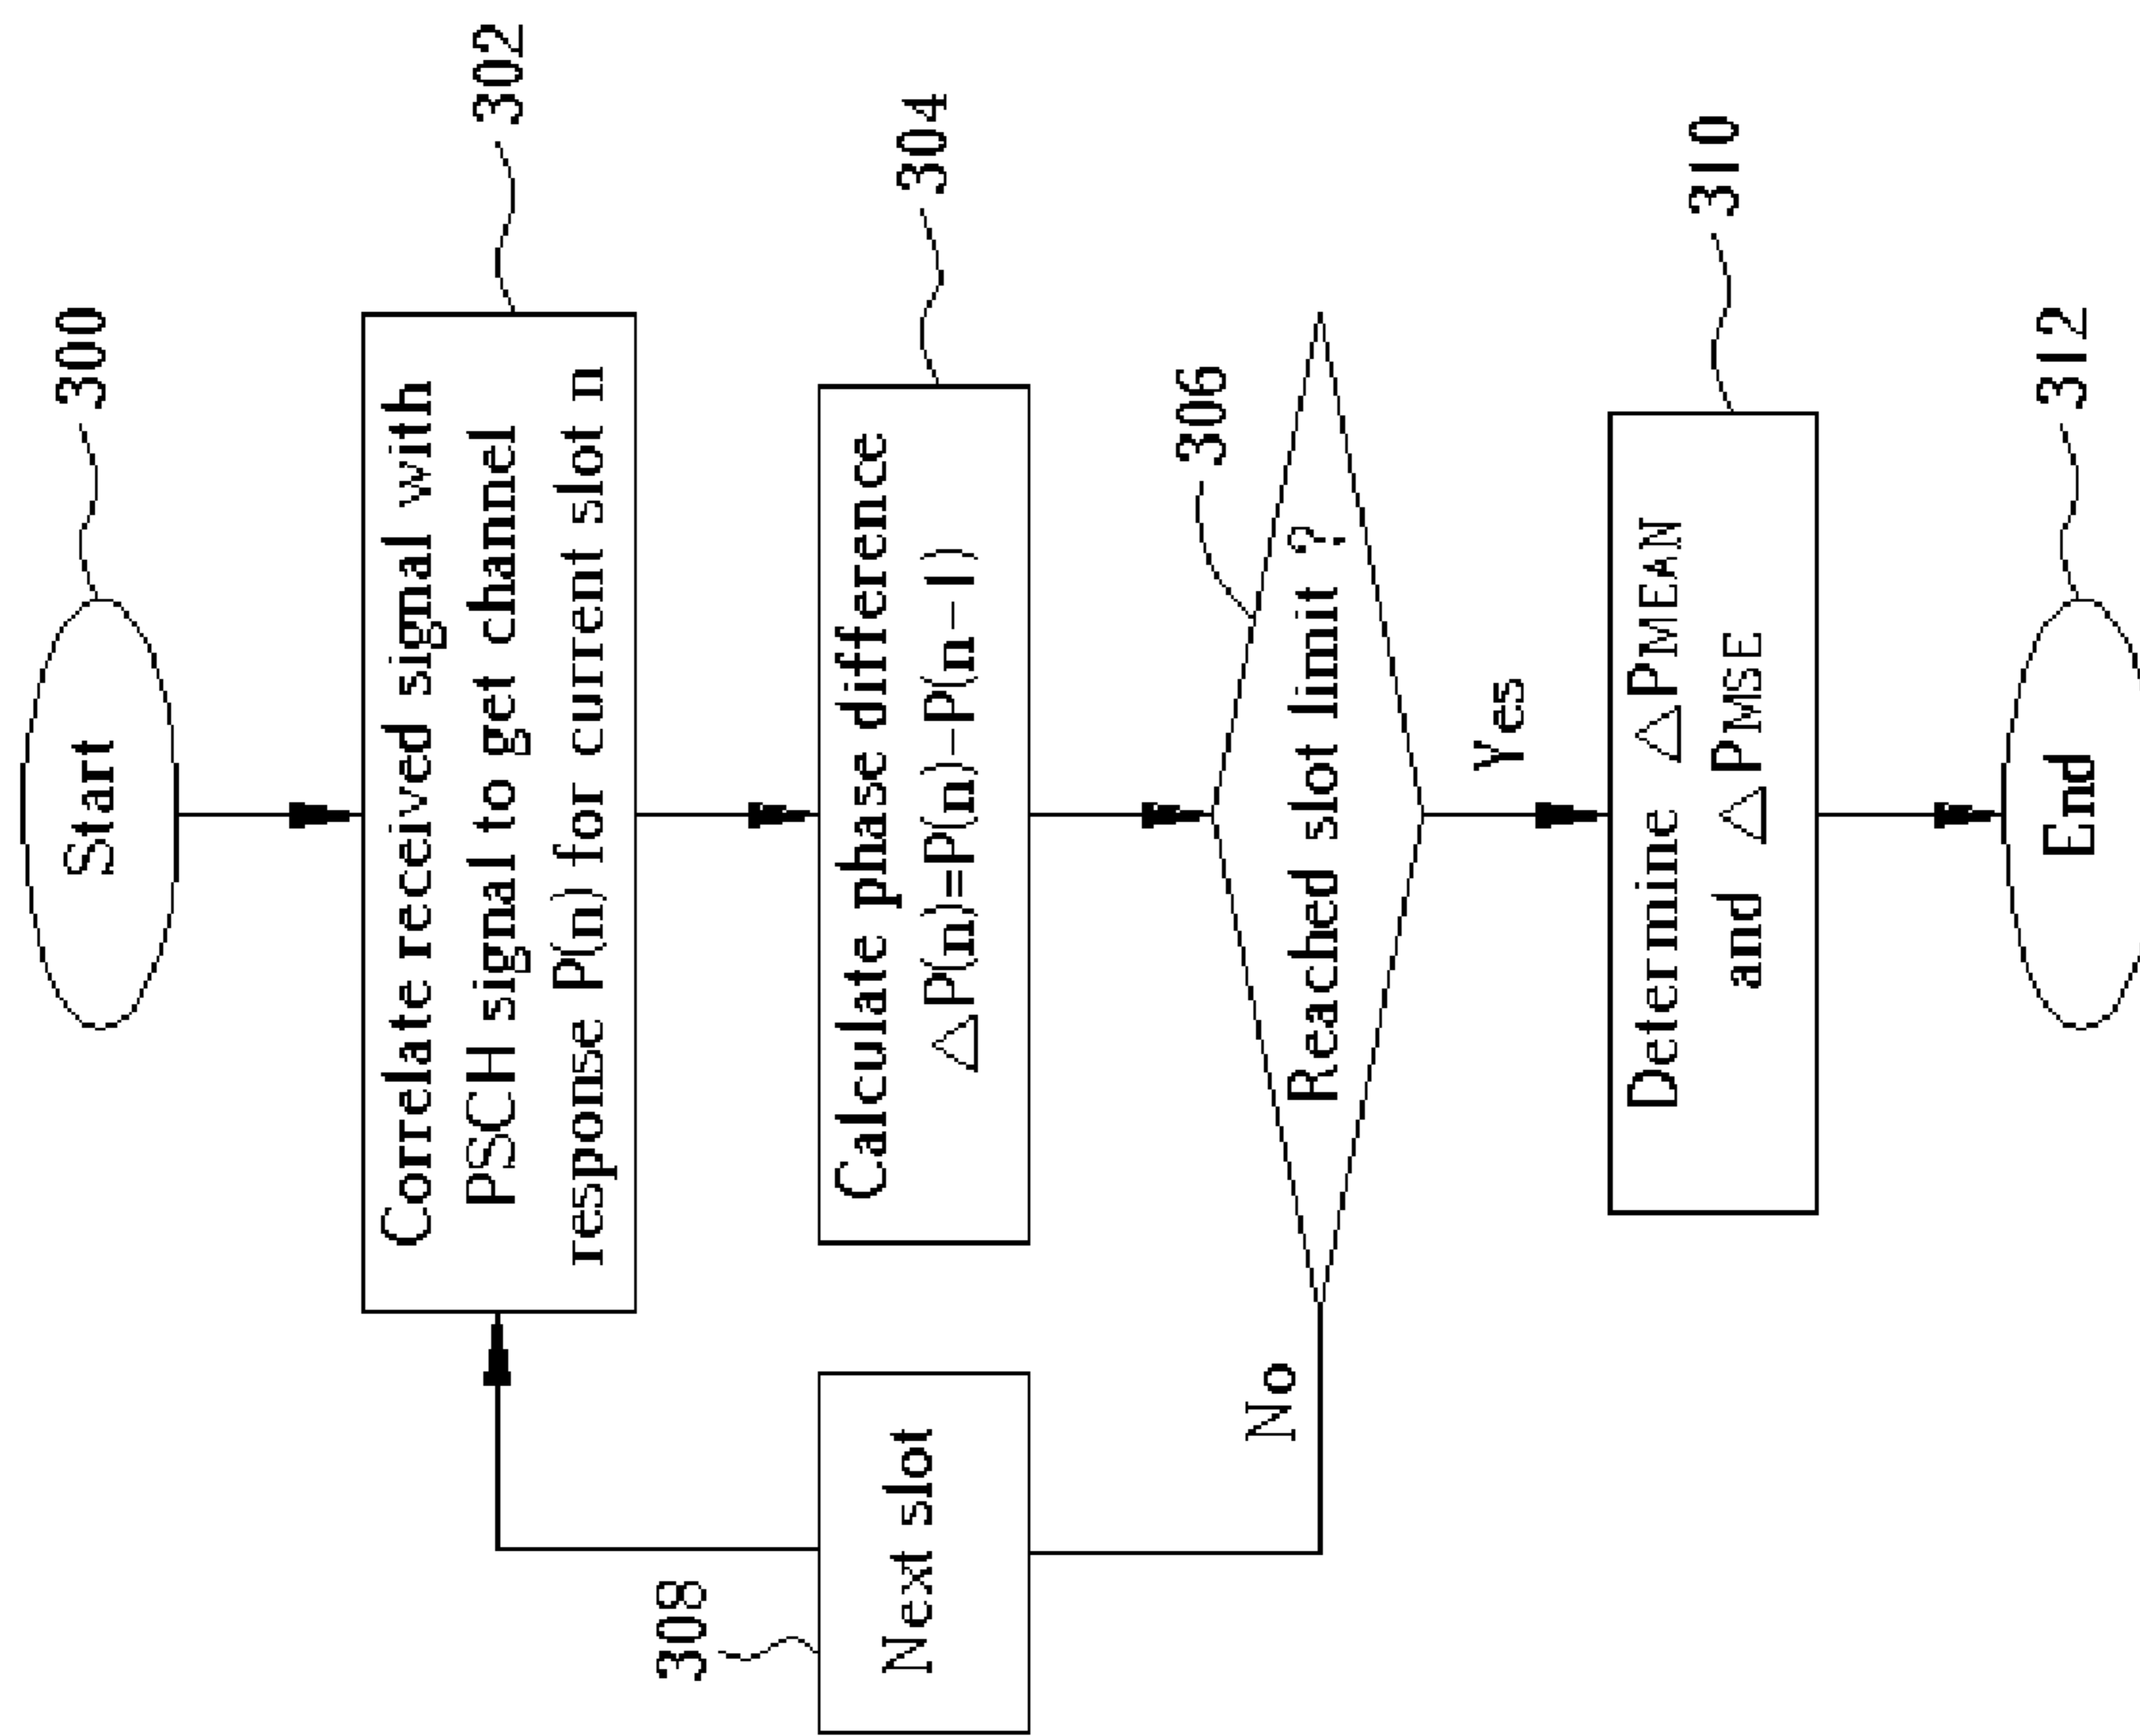 Start
300
Correlate received signal with
PSCH signal to get channel
response P(n) for current slot n
302
Calculate phase difference
△P(n)=P(n)-P(n-1)
304
308
Next slot
306
Reached slot limit ?
No
Yes
Determine △PMEAN
and △PMSE
310
End
312